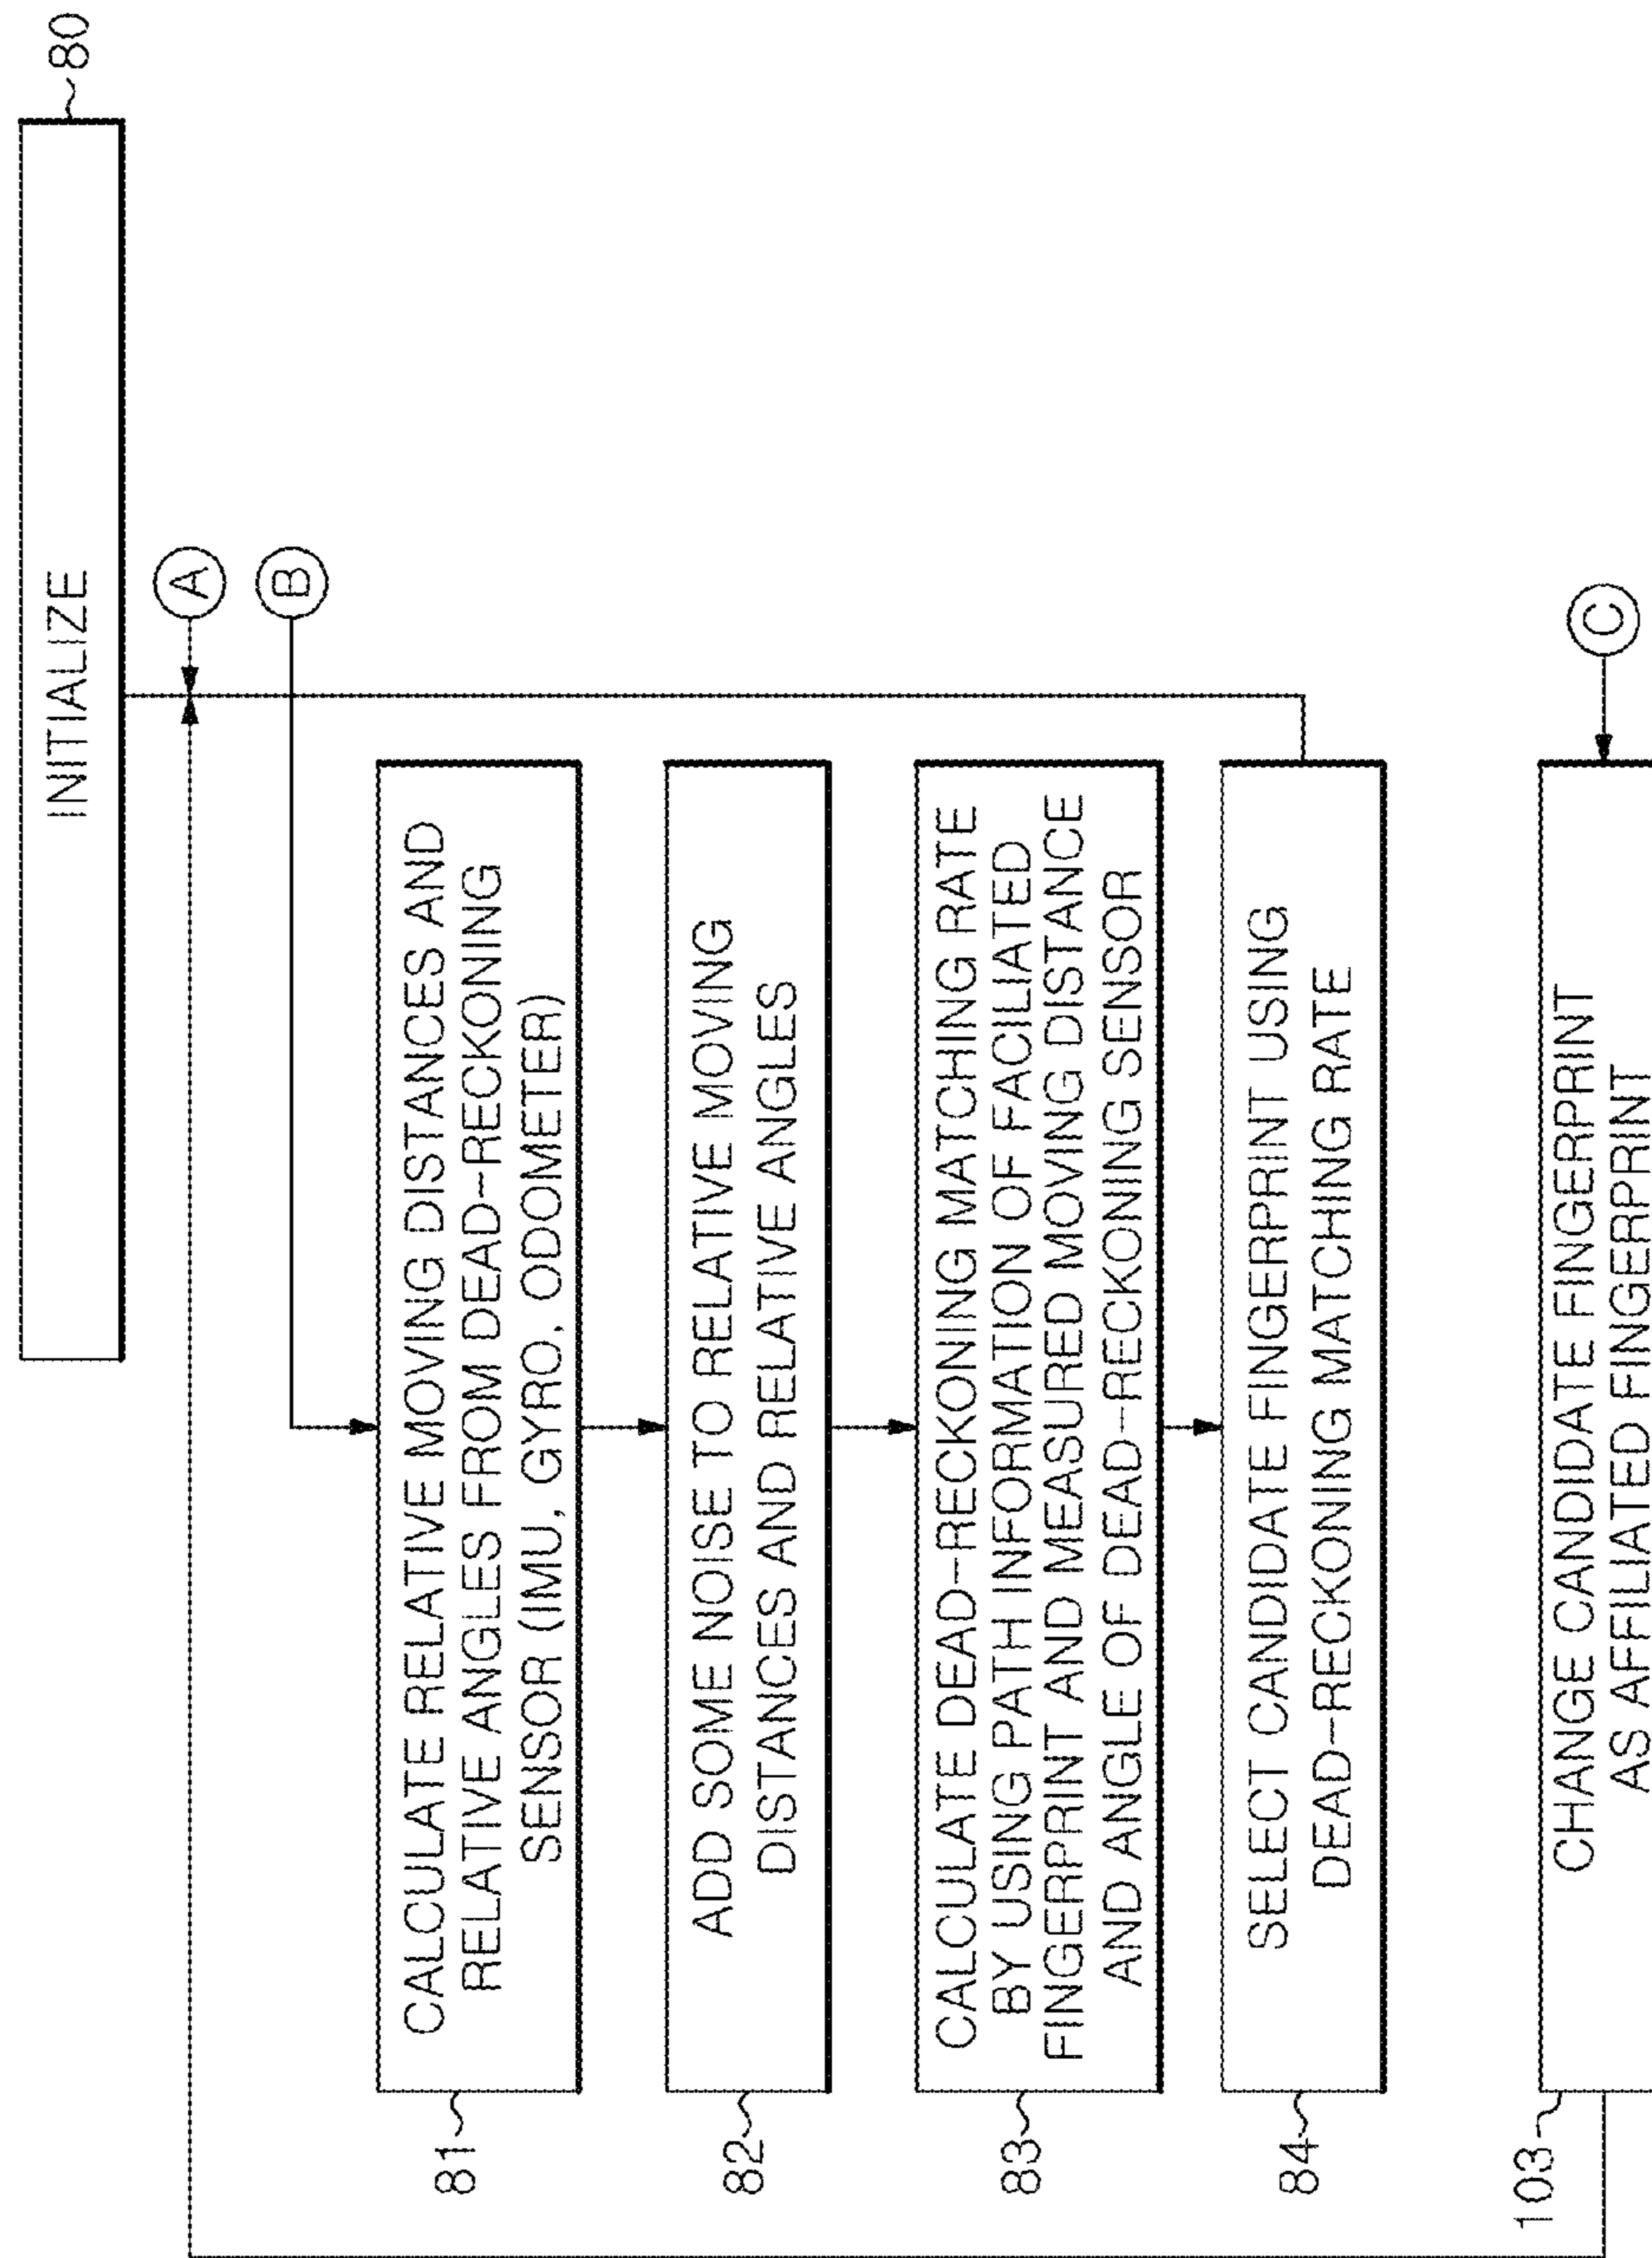 INITIALIZE
80
A
B
81
CALCULATE RELATIVE MOVING DISTANCES AND
RELATIVE ANGLES FROM DEAD-RECKONING
SENSOR (IMU, GYRO, ODOMETER)
82
ADD SOME NOISE TO RELATIVE MOVING
DISTANCES AND RELATIVE ANGLES
83
CALCULATE DEAD-RECKONING MATCHING RATE
BY USING PATH INFORMATION OF FACILIATED
FINGERPRINT AND MEASURED MOVING DISTANCE
AND ANGLE OF DEAD-RECKONING SENSOR
84
SELECT CANDIDATE FINGERPRINT USING
DEAD-RECKONING MATCHING RATE
103
CHANGE CANDIDATE FINGERPRINT
AS AFFILIATED FINGERPRINT
C